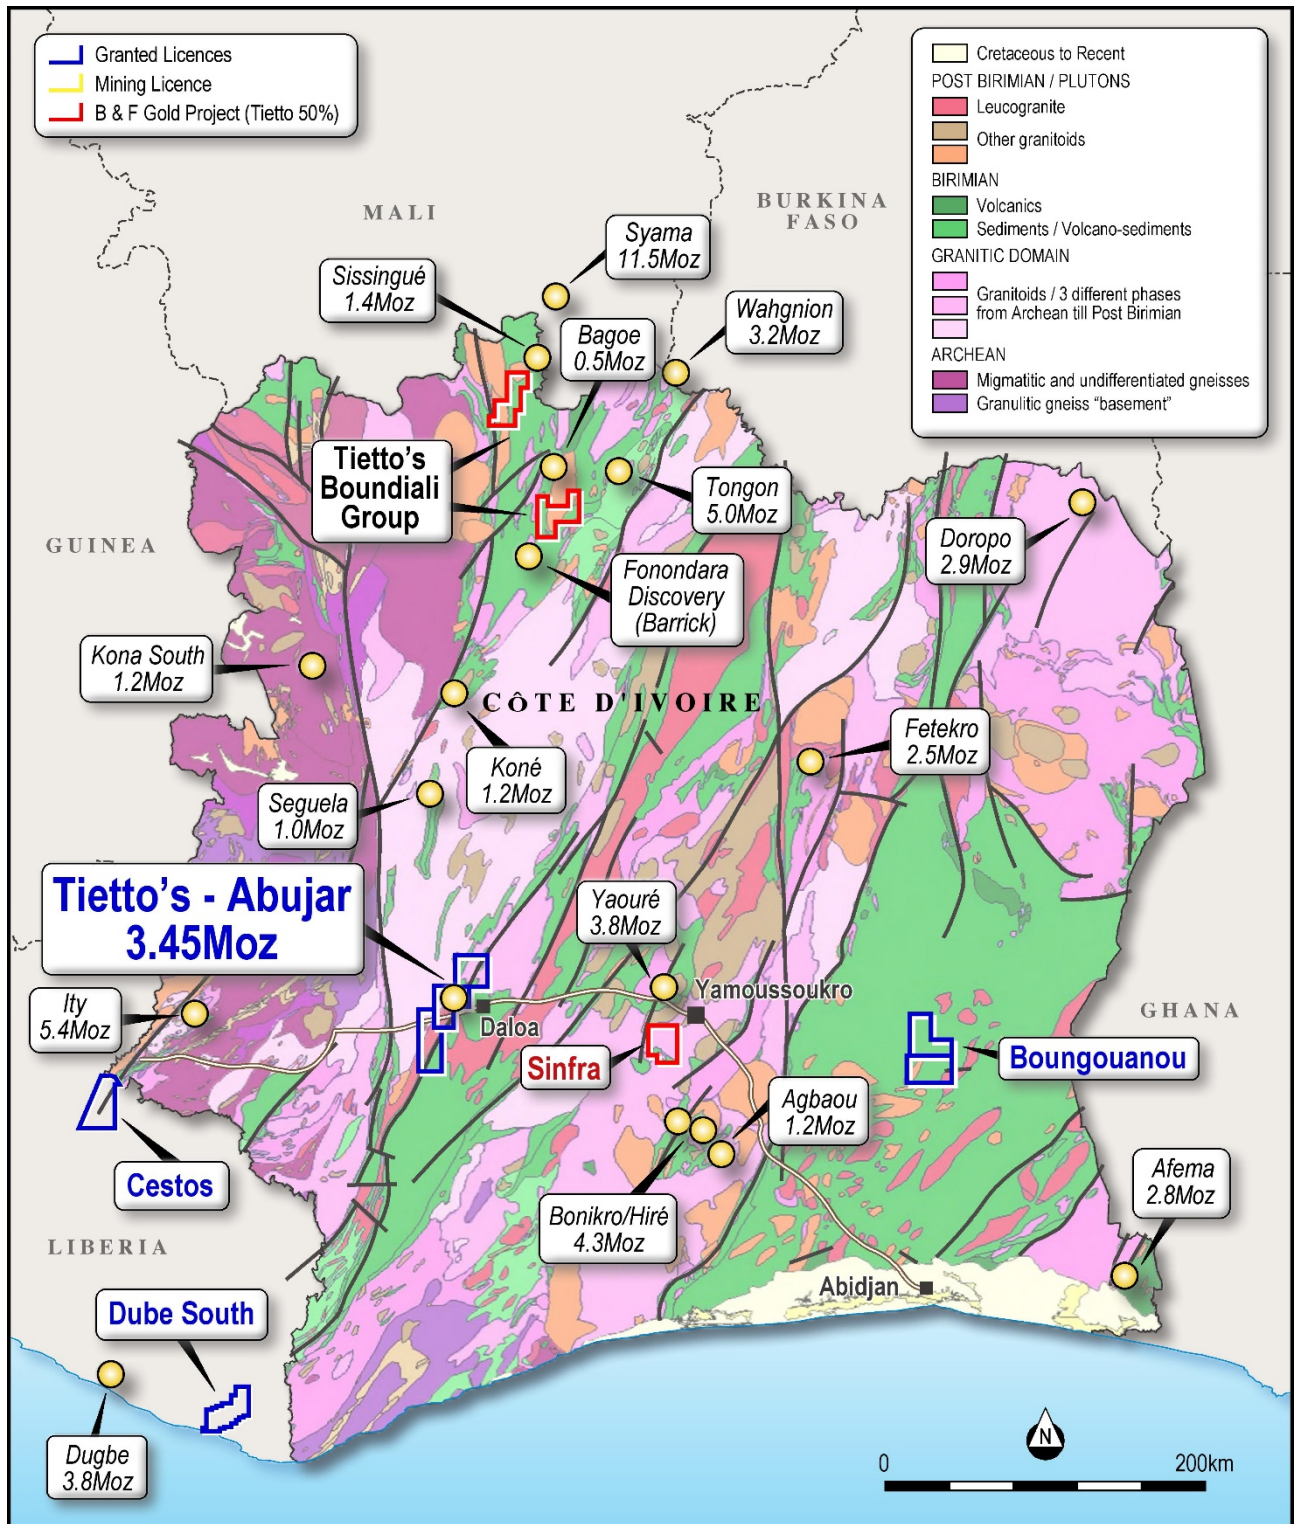 Granted Licences
Mining Licence
B & F Gold Project (Tietto 50%)
Cretaceous to Recent
POST BIRIMIAN / PLUTONS
Leucogranite
Other granitoids
BIRIMIAN
Volcanics
Sediments / Volcano-sediments
GRANITIC DOMAIN
Granitoids / 3 different phases
from Archean till Post Birimian
ARCHEAN
Migmatitic and undifferentiated gneisses
Granulitic gneiss “basement”
MALI
BURKINA
FASO
Syama
11.5Moz
Sissingué
1.4Moz
Wahgnion
3.2Moz
Bagoe
0.5Moz
Tietto’s
Boundiali
Group
Tongon
5.0Moz
Doropo
2.9Moz
GUINEA
Fonondara
Discovery
(Barrick)
Kona South
1.2Moz
CÔTE D'IVOIRE
Koné
1.2Moz
Fetekro
2.5Moz
Seguela
1.0Moz
Tietto’s - Abujar
3.45Moz
Yaouré
3.8Moz
Yamoussoukro
Ity
5.4Moz
Daloa
GHANA
Sinfra
Boungouanou
Agbaou
1.2Moz
Cestos
Bonikro/Hiré
4.3Moz
Afema
2.8Moz
LIBERIA
Abidjan
Dube South
Dugbe
3.8Moz
N
0
200km